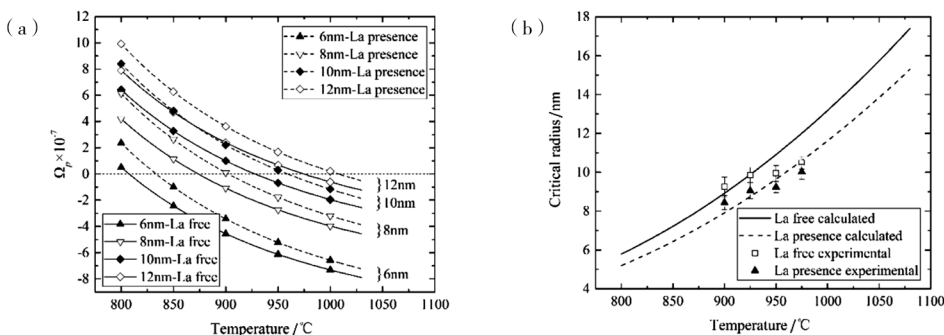 (a)
Ωp×10-7
10
8
6
4
2
0
-2
-4
-6
-8
6nm-La presence
8nm-La presence
10nm-La presence
12nm-La presence
12nm
10nm
8nm
6nm
6nm-La free
8nm-La free
10nm-La free
12nm-La free
800 850 900 950 1000 1050 1100
Temperature /℃
(b)
Critical radius/nm
18
16
14
12
10
8
6
4
La free calculated
La presence calculated
La free experimental
La presence experimental
800 850 900 950 1000 1050 1100
Temperature /℃